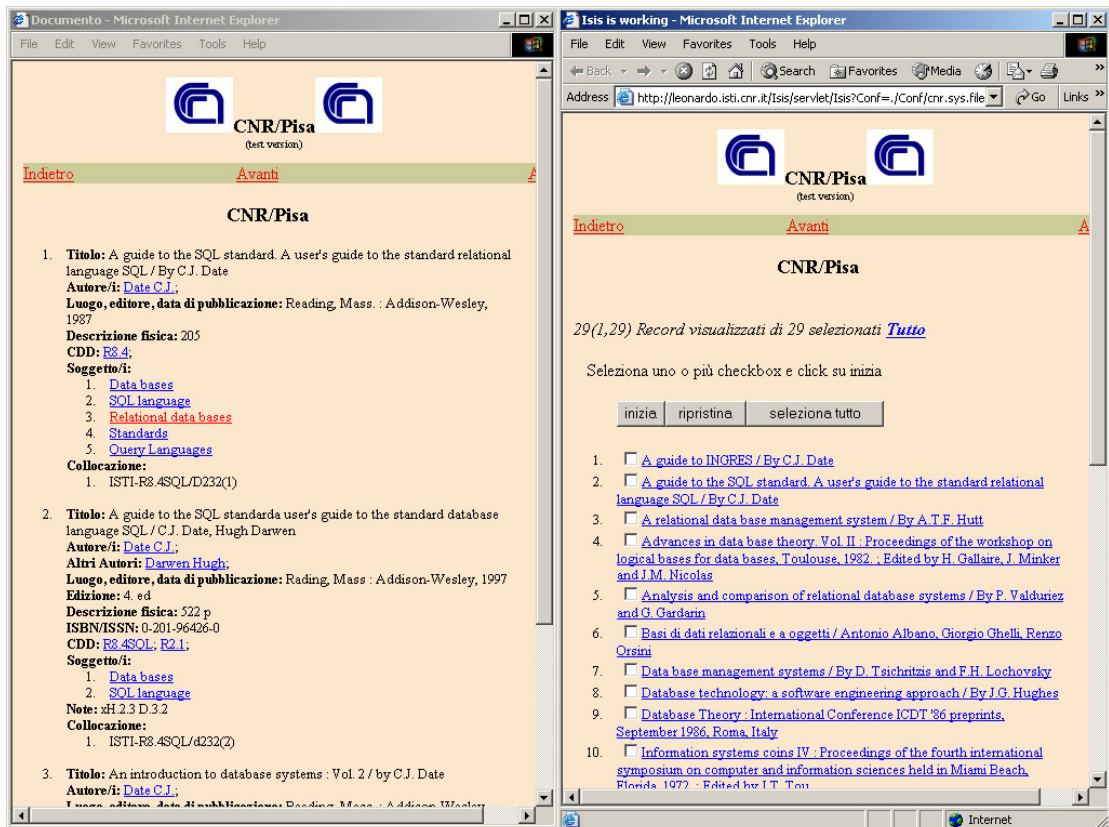 Documento - Microsoft Internet Explorer
File Edit View Favorites Tools Help
CNR/Pisa
(test version)
Indietro Avanti A
CNR/Pisa
1. Titolo: A guide to the SQL standard. A user's guide to the standard relational
language SQL / By C.J. Date
Autore/i: Date C.J.;
Luogo, editore, data di pubblicazione: Reading, Mass. : Addison-Wesley,
1987
Descrizione fisica: 205
CDD: R8.4;
Soggetto/i:
1. Data bases
2. SQL language
3. Relational data bases
4. Standards
5. Query Languages
Collocazione:
1. ISTI-R8.4SQL/D232(1)
2. Titolo: A guide to the SQL standarda user's guide to the standard database
language SQL / C.J. Date, Hugh Darwen
Autore/i: Date C.J.;
Altri Autori: Darwen Hugh;
Luogo, editore, data di pubblicazione: Rading, Mass : Addison-Wesley, 1997
Edizione: 4. ed
Descrizione fisica: 522 p
ISBN/ISSN: 0-201-96426-0
CDD: R8.4SQL; R2.1;
Soggetto/i:
1. Data bases
2. SQL language
Note: xH.2.3 D.3.2
Collocazione:
1. ISTI-R8.4SQL/d232(2)
3. Titolo: An introduction to database systems : Vol. 2 / by C.J. Date
Autore/i: Date C.J.;
Luogo, editore, data di pubblicazione: Reading, Mass. : Addison-Wesley
Isis is working - Microsoft Internet Explorer
File Edit View Favorites Tools Help
Back Search Favorites Media »
Address http://leonardo.isti.cnr.it/Isis/servlet/Isis?Conf=./Conf/cnr.sys.file Go Links »
CNR/Pisa
(test version)
Indietro Avanti A
CNR/Pisa
29(1,29) Record visualizzati di 29 selezionati Tutto
Seleziona uno o più checkbox e click su inizia
inizia ripristina seleziona tutto
1. A guide to INGRES / By C.J. Date
2. A guide to the SQL standard. A user's guide to the standard relational
language SQL / By C.J. Date
3. A relational data base management system / By A.T.F. Hutt
4. Advances in data base theory. Vol. II : Proceedings of the workshop on
logical bases for data bases, Toulouse, 1982. ; Edited by H. Gallaire, J. Minker
and J.M. Nicolas
5. Analysis and comparison of relational database systems / By P. Valduriez
and G. Gardarin
6. Basi di dati relazionali e a oggetti / Antonio Albano, Giorgio Ghelli, Renzo
Orsini
7. Data base management systems / By D. Tsichritzis and F.H. Lochovsky
8. Database technology: a software engineering approach / By J.G. Hughes
9. Database Theory : International Conference ICDT '86 preprints,
September 1986, Roma, Italy
10. Information systems coins IV : Proceedings of the fourth international
symposium on computer and information sciences held in Miami Beach,
Florida, 1972. ; Edited by J.T. Tou
Internet